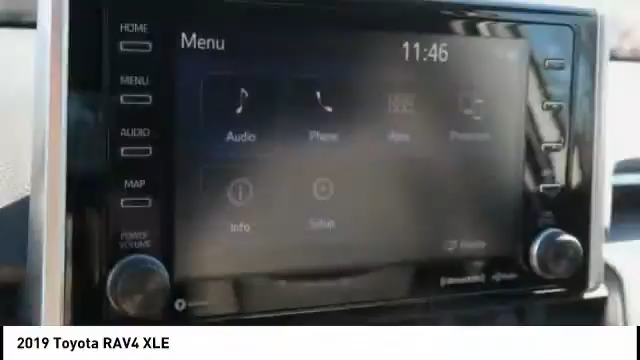 HOME
Menu
11:46
MENU
Audio
Phone
Apps
AUDIO
MAP
Info
Setup
POWER
VOLUME
2019 Toyota RAV4 XLE